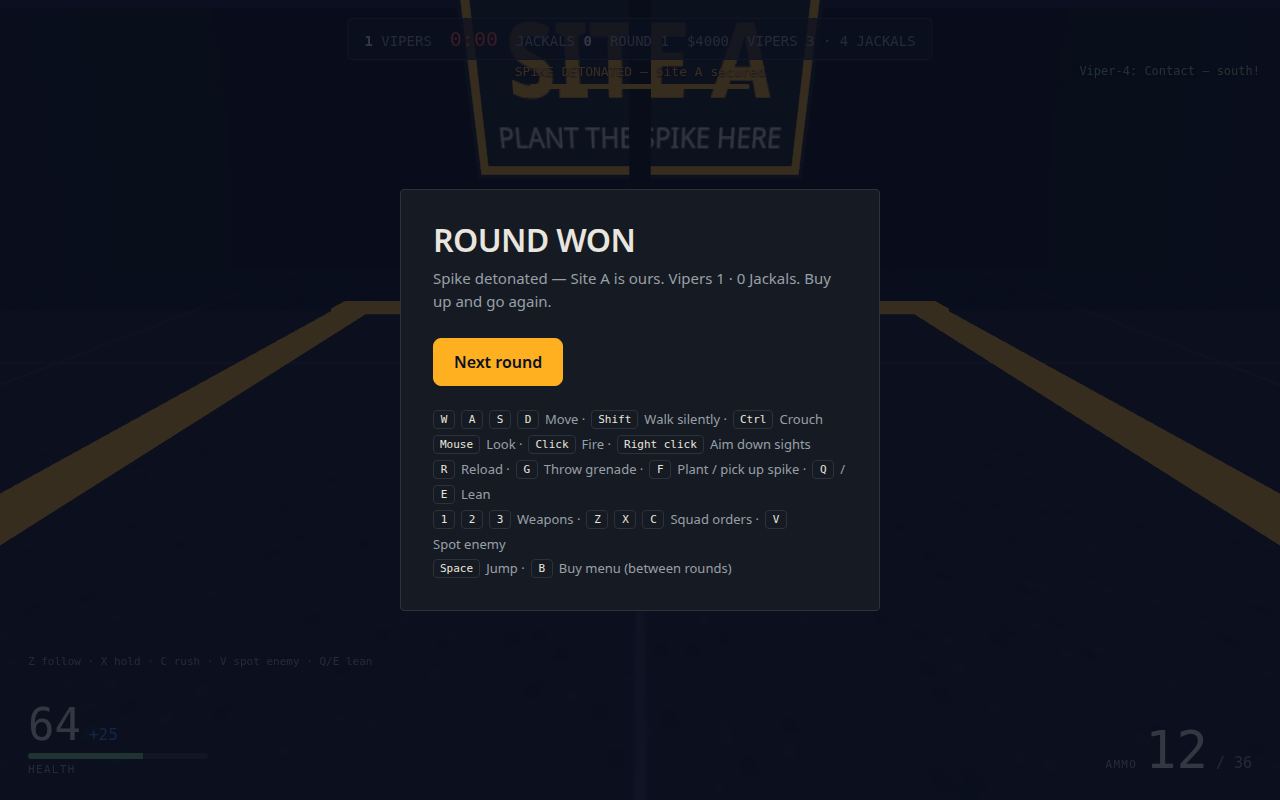 SITE A
1 VIPERS 0:00 JACKALS 0 ROUND 1 $4000 VIPERS 3 · 4 JACKALS
SPIKE DETONATED — Site A secured
Viper-4: Contact — south!
PLANT THE SPIKE HERE
ROUND WON
Spike detonated — Site A is ours. Vipers 1 · 0 Jackals. Buy
up and go again.
Next round
W A S D Move · Shift Walk silently · Ctrl Crouch
Mouse Look · Click Fire · Right click Aim down sights
R Reload · G Throw grenade · F Plant / pick up spike · Q /
E Lean
1 2 3 Weapons · Z X C Squad orders · V
Spot enemy
Space Jump · B Buy menu (between rounds)
Z follow · X hold · C rush · V spot enemy · Q/E lean
64 +25
HEALTH
AMMO 12 / 36